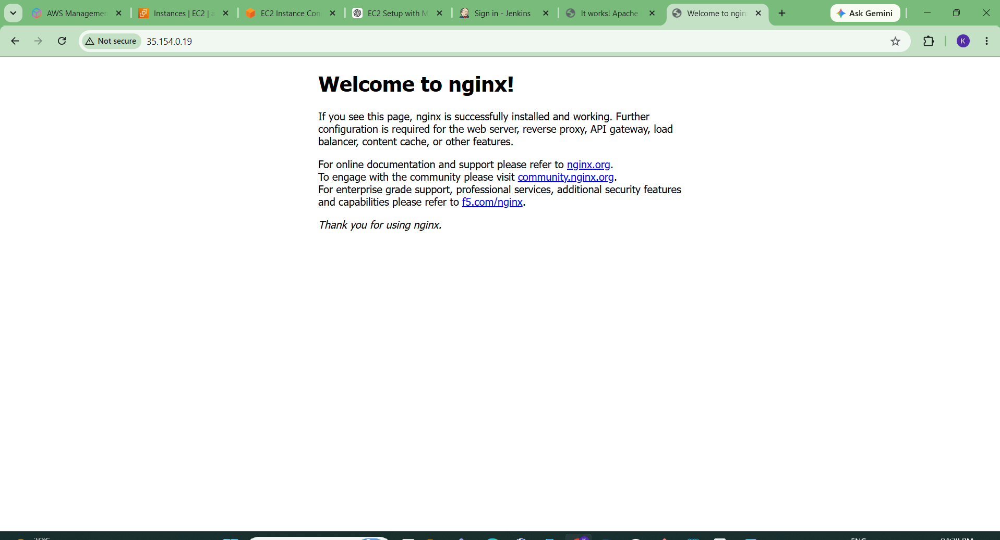 AWS Managemen
Instances | EC2 | a
EC2 Instance Con
EC2 Setup with M
Sign in - Jenkins
It works! Apache
Welcome to ngin
Ask Gemini
Not secure
35.154.0.19
K
Welcome to nginx!
If you see this page, nginx is successfully installed and working. Further
configuration is required for the web server, reverse proxy, API gateway, load
balancer, content cache, or other features.
For online documentation and support please refer to nginx.org.
To engage with the community please visit community.nginx.org.
For enterprise grade support, professional services, additional security features
and capabilities please refer to f5.com/nginx.
Thank you for using nginx.
ENG